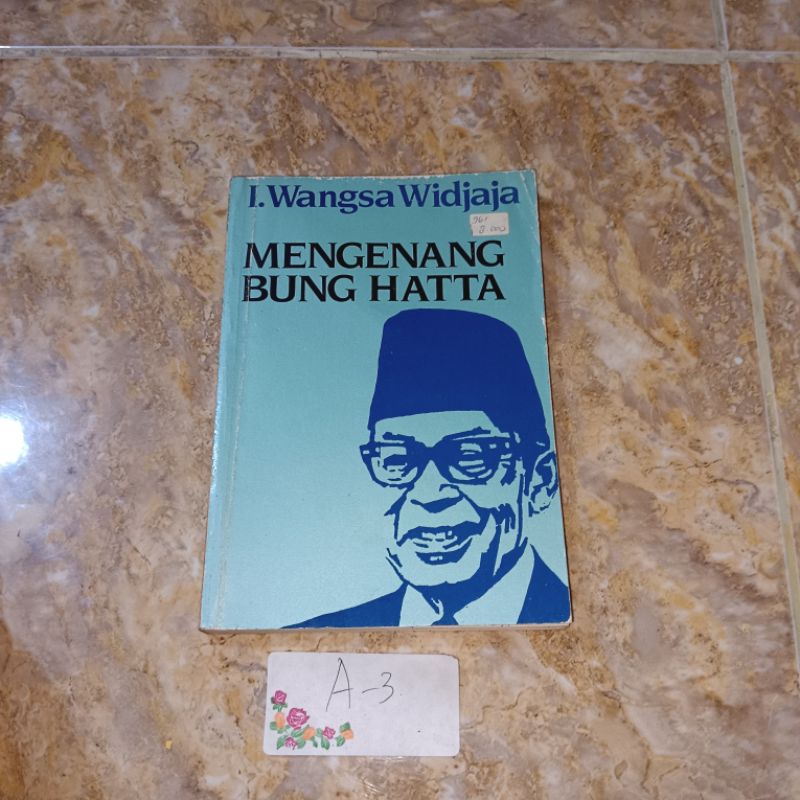 I. Wangsa Widjaja
MENGENANG
BUNG HATTA
A-3